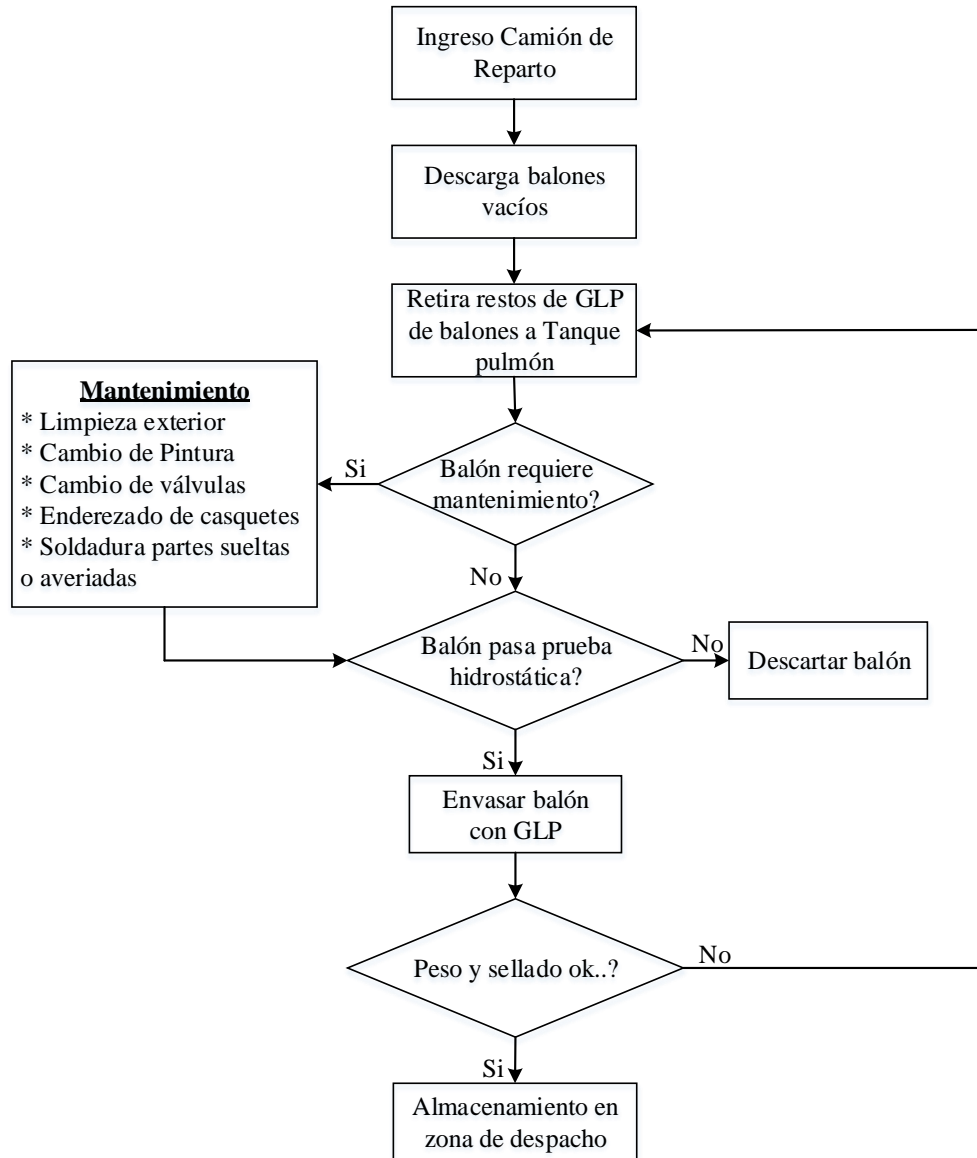 Ingreso Camión de
Reparto
Descarga balones
vacíos
Retira restos de GLP
de balones a Tanque
pulmón
Mantenimiento
* Limpieza exterior
* Cambio de Pintura
* Cambio de válvulas
* Enderezado de casquetes
* Soldadura partes sueltas
o averiadas
Si
Balón requiere
mantenimiento?
No
Balón pasa prueba
hidrostática?
No
Descartar balón
Si
Envasar balón
con GLP
Peso y sellado ok..?
No
Si
Almacenamiento en
zona de despacho